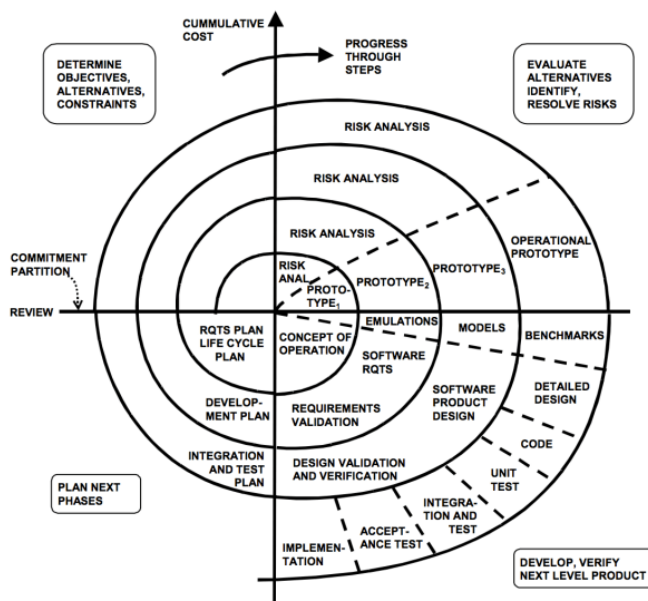 CUMMULATIVE
COST
PROGRESS
THROUGH
STEPS
DETERMINE
OBJECTIVES,
ALTERNATIVES,
CONSTRAINTS
EVALUATE
ALTERNATIVES
IDENTIFY,
RESOLVE RISKS
RISK ANALYSIS
RISK ANALYSIS
RISK ANALYSIS
RISK
ANAL.
PROTO-
TYPE1
PROTOTYPE2
PROTOTYPE3
OPERATIONAL
PROTOTYPE
COMMITMENT
PARTITION
REVIEW
EMULATIONS
MODELS
BENCHMARKS
RQTS PLAN
LIFE CYCLE
PLAN
CONCEPT OF
OPERATION
SOFTWARE
RQTS
SOFTWARE
PRODUCT
DESIGN
DETAILED
DESIGN
DEVELOP-
MENT PLAN
REQUIREMENTS
VALIDATION
CODE
INTEGRATION
AND TEST
PLAN
DESIGN VALIDATION
AND VERIFICATION
UNIT
TEST
PLAN NEXT
PHASES
INTEGRA-
TION AND
TEST
ACCEPT-
ANCE TEST
IMPLEMEN-
TATION
DEVELOP, VERIFY
NEXT LEVEL PRODUCT